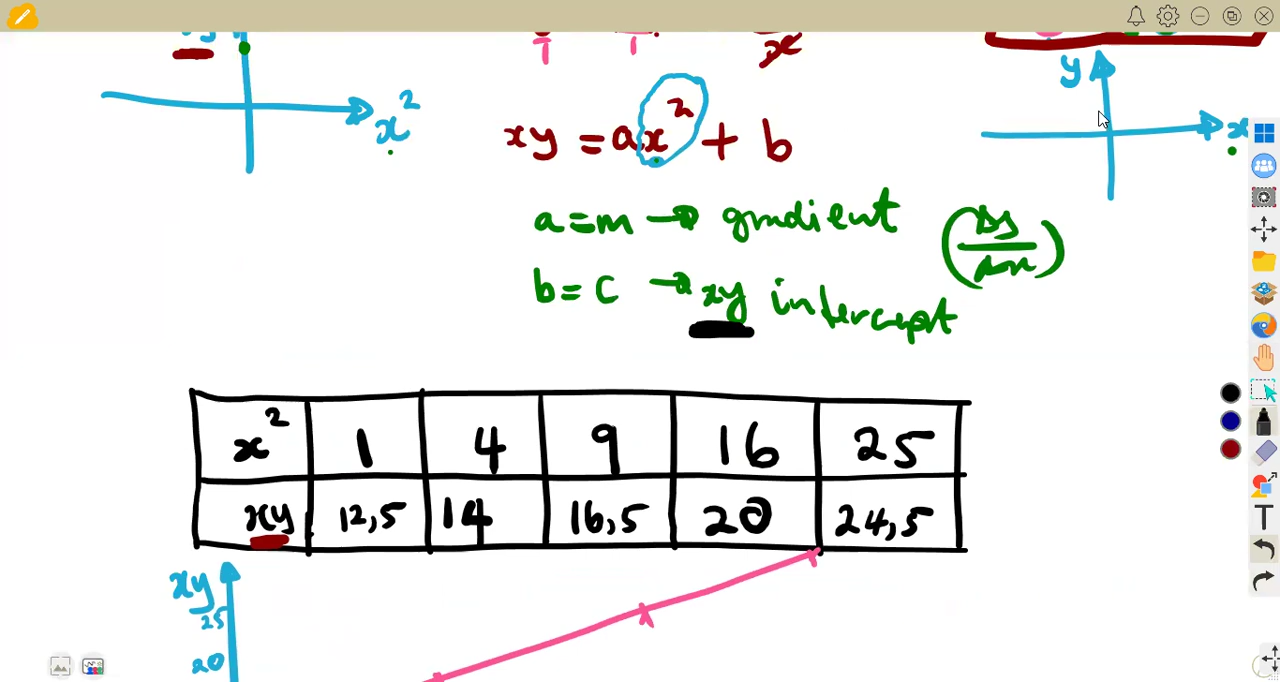 x²
y
x
xy = ax² + b
a = m → gradient (Δy/Δx)
b = c → xy intercept
x² 1 4 9 16 25
xy 12,5 14 16,5 20 24,5
xy
25
20
T